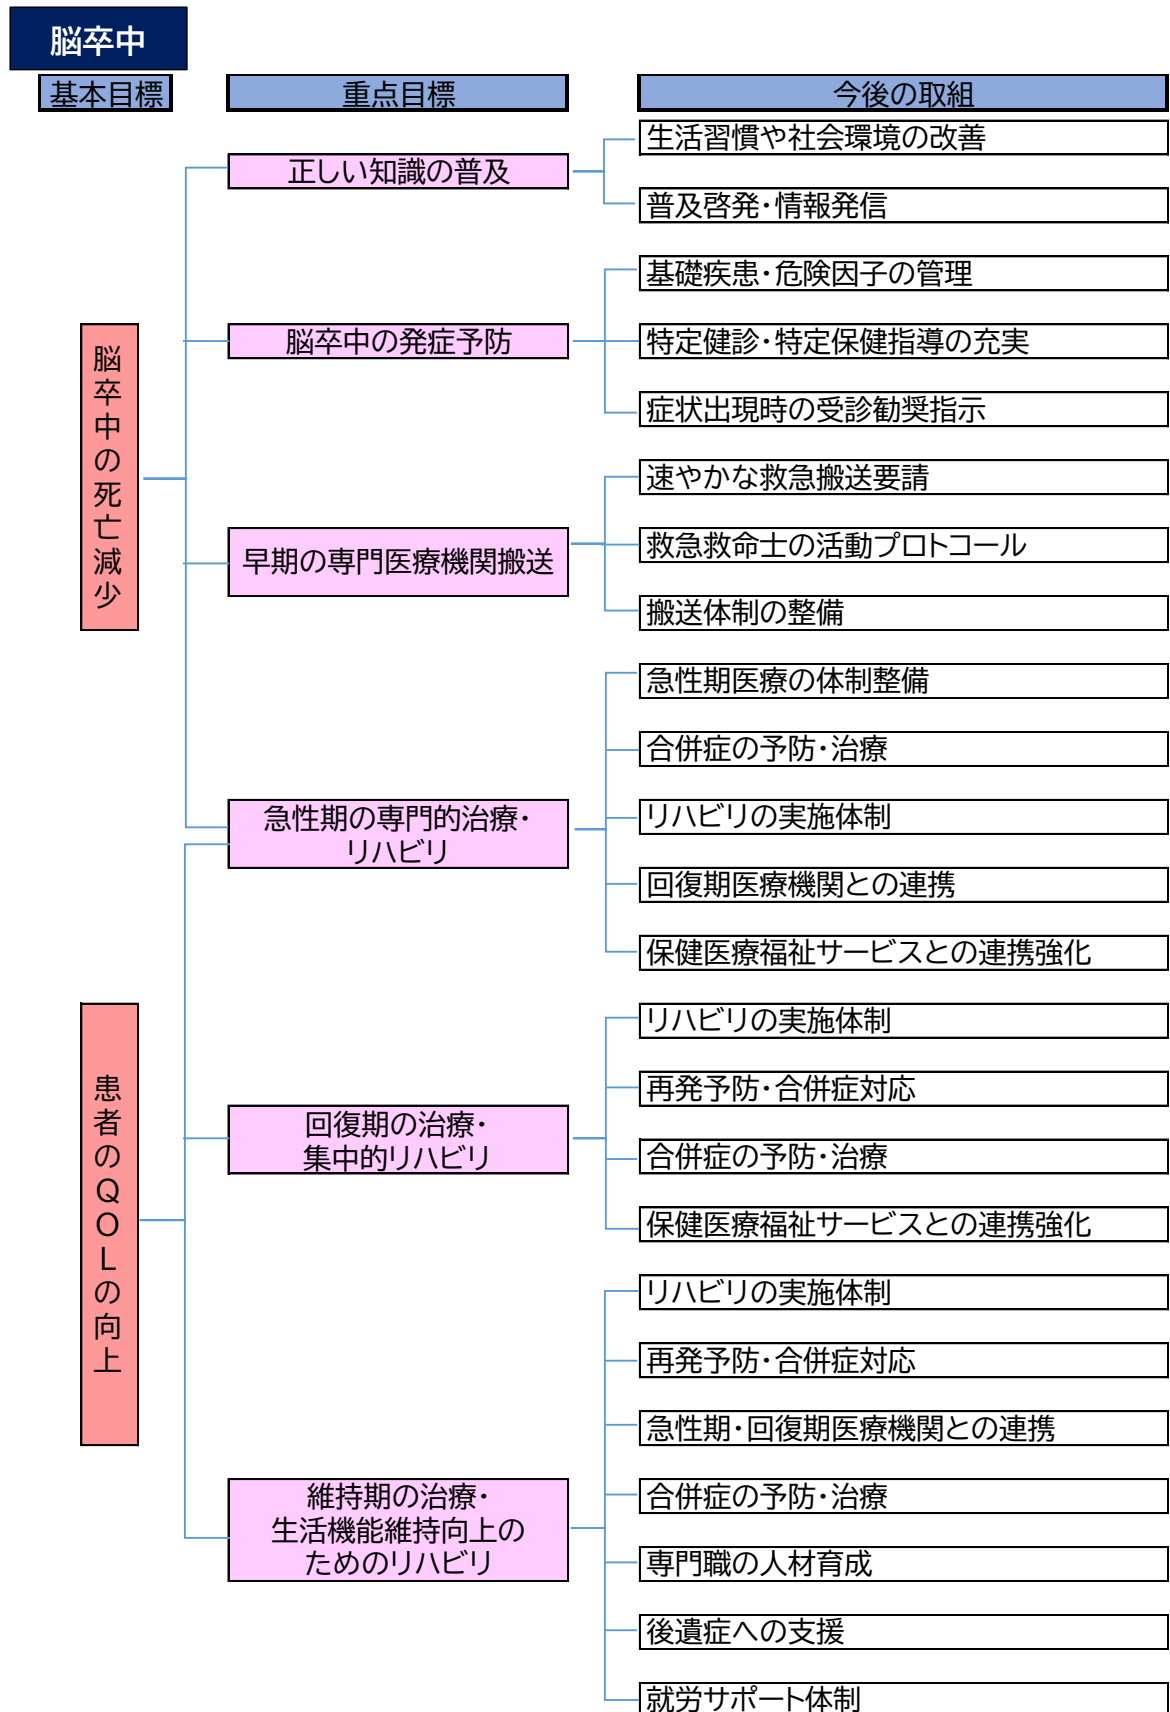 脳卒中
基本目標
重点目標
今後の取組
脳卒中の死亡減少
正しい知識の普及
生活習慣や社会環境の改善
普及啓発・情報発信
脳卒中の発症予防
基礎疾患・危険因子の管理
特定健診・特定保健指導の充実
症状出現時の受診勧奨指示
早期の専門医療機関搬送
速やかな救急搬送要請
救急救命士の活動プロトコール
搬送体制の整備
急性期の専門的治療・
リハビリ
急性期医療の体制整備
合併症の予防・治療
リハビリの実施体制
回復期医療機関との連携
保健医療福祉サービスとの連携強化
患者のQOLの向上
回復期の治療・
集中的リハビリ
リハビリの実施体制
再発予防・合併症対応
合併症の予防・治療
保健医療福祉サービスとの連携強化
維持期の治療・
生活機能維持向上の
ためのリハビリ
リハビリの実施体制
再発予防・合併症対応
急性期・回復期医療機関との連携
合併症の予防・治療
専門職の人材育成
後遺症への支援
就労サポート体制